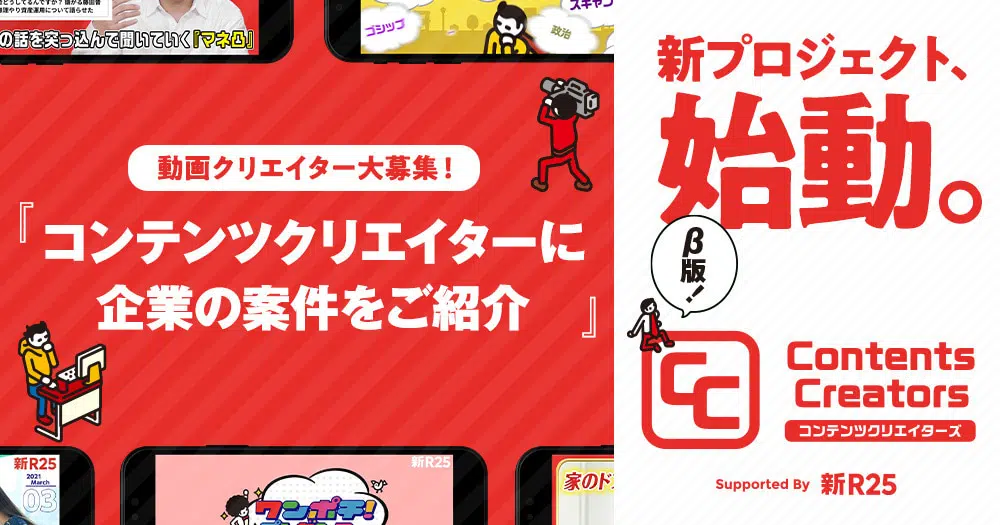 の話を突っ込んで聞いていく『マネ凸』
ゴシップ
政治
動画クリエイター大募集！
『コンテンツクリエイターに
企業の案件をご紹介』
新R25
2021
March
03
新R25
ワンポチ!
新プロジェクト、
始動。
β版！
CC
Contents
Creators
コンテンツクリエイターズ
Supported By 新R25